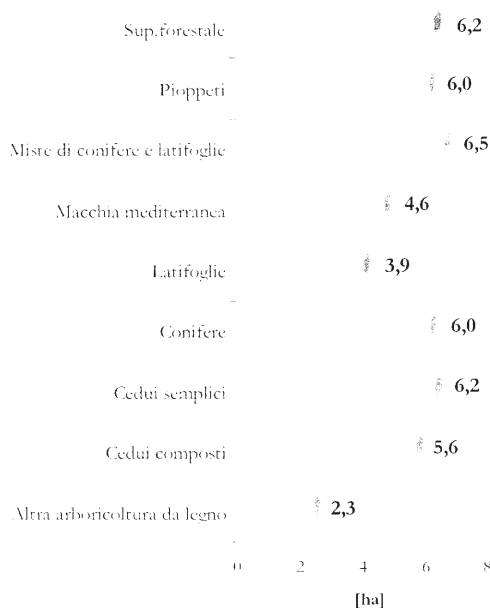 Sup.forestale 6,2
Pioppeti 6,0
Miste di conifere e latifoglie 6,5
Macchia mediterranea 4,6
Latifoglie 3,9
Conifere 6,0
Cedui semplici 6,2
Cedui composti 5,6
Altra arboricoltura da legno 2,3
0 2 4 6 8
[ha]